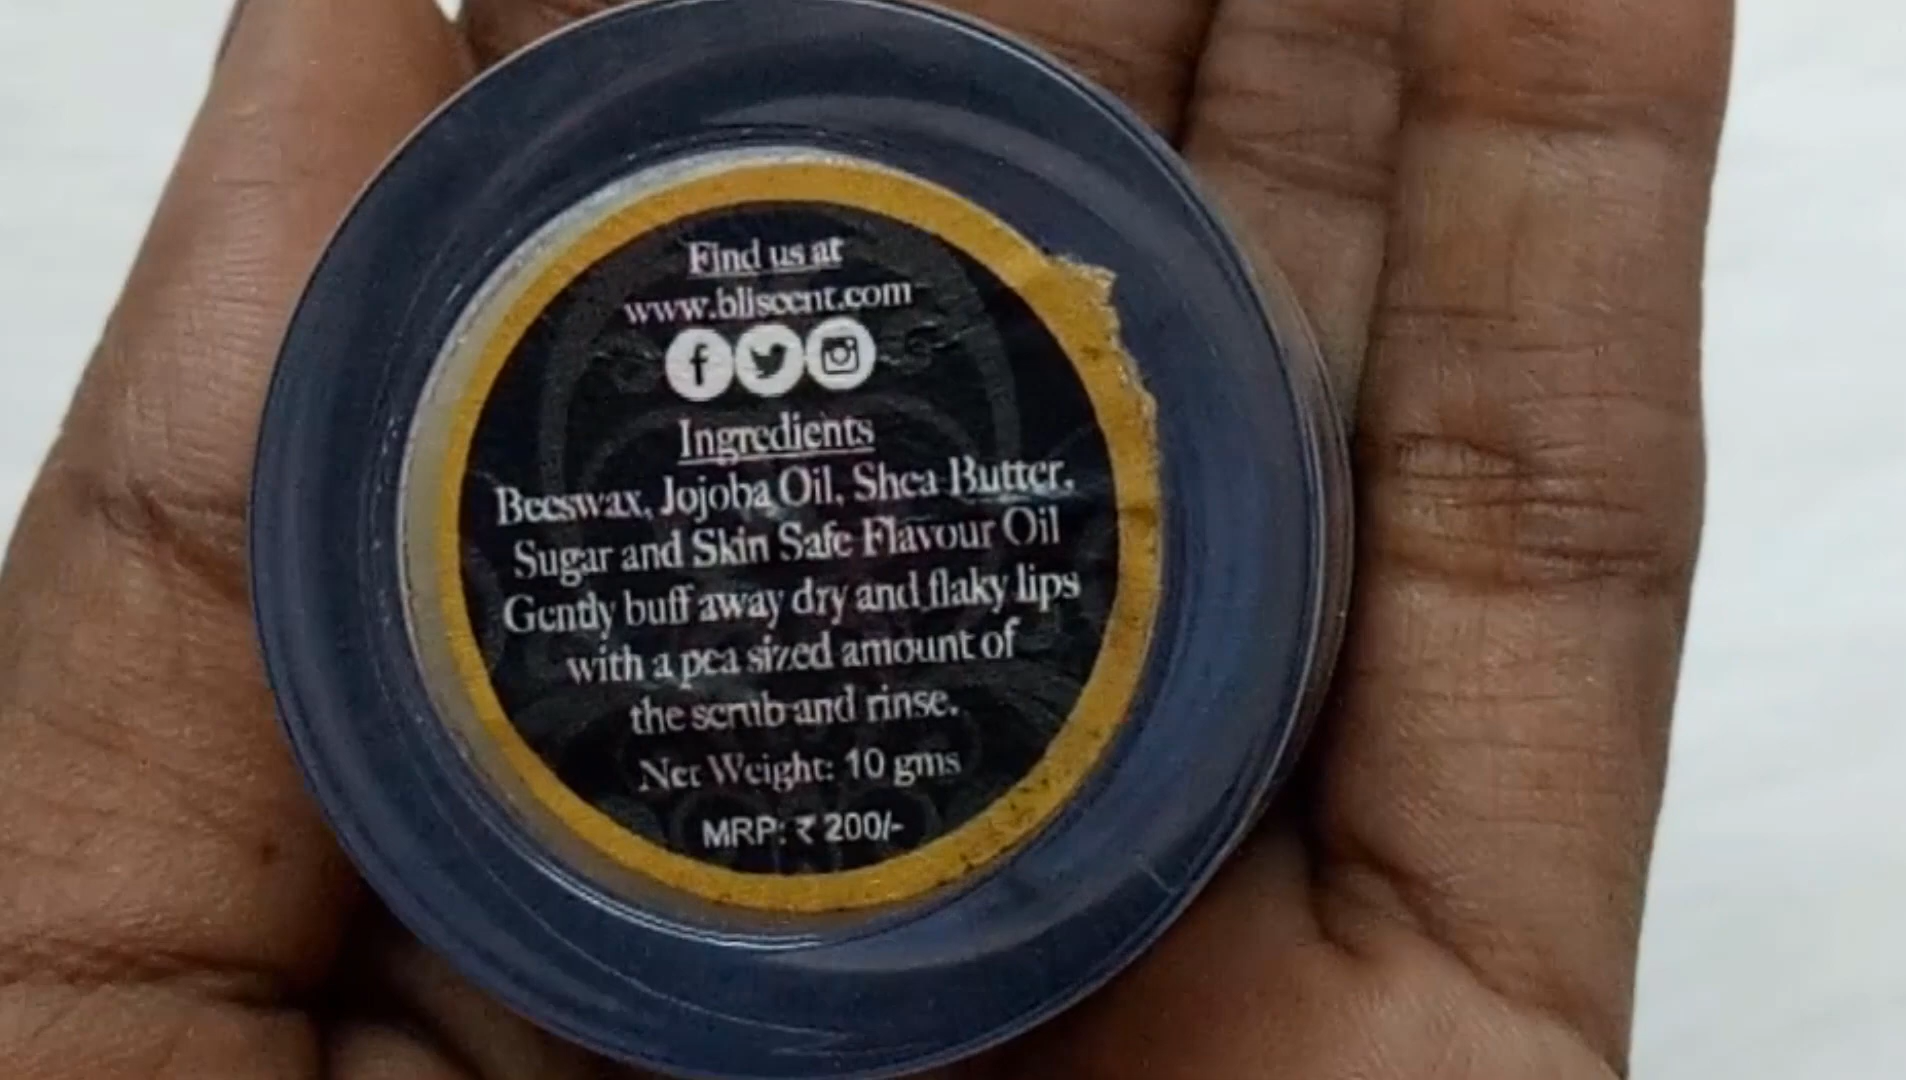 Find us at
www.bliscent.com
Ingredients
Beeswax, Jojoba Oil, Shea Butter,
Sugar and Skin Safe Flavour Oil
Gently buff away dry and flaky lips
with a pea sized amount of
the scrub and rinse.
Net Weight: 10 gms
MRP: ₹ 200/-